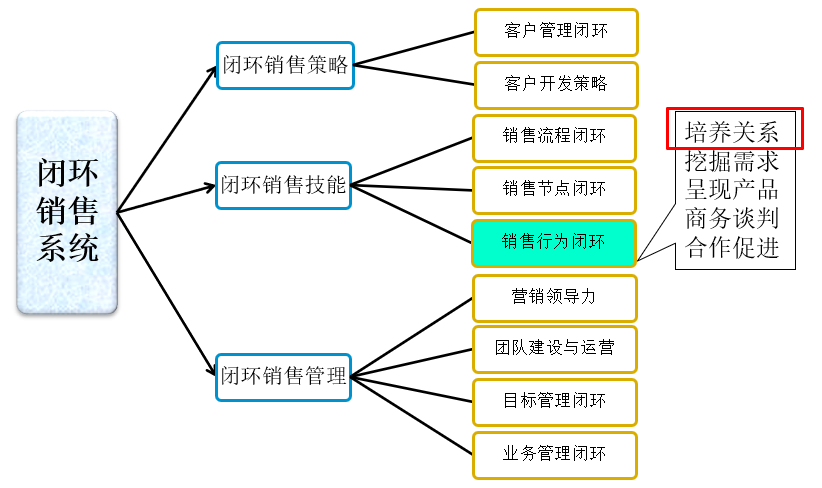 闭环
销售
系统
闭环销售策略
客户管理闭环
客户开发策略
闭环销售技能
销售流程闭环
销售节点闭环
销售行为闭环
培养关系
挖掘需求
呈现产品
商务谈判
合作促进
闭环销售管理
营销领导力
团队建设与运营
目标管理闭环
业务管理闭环